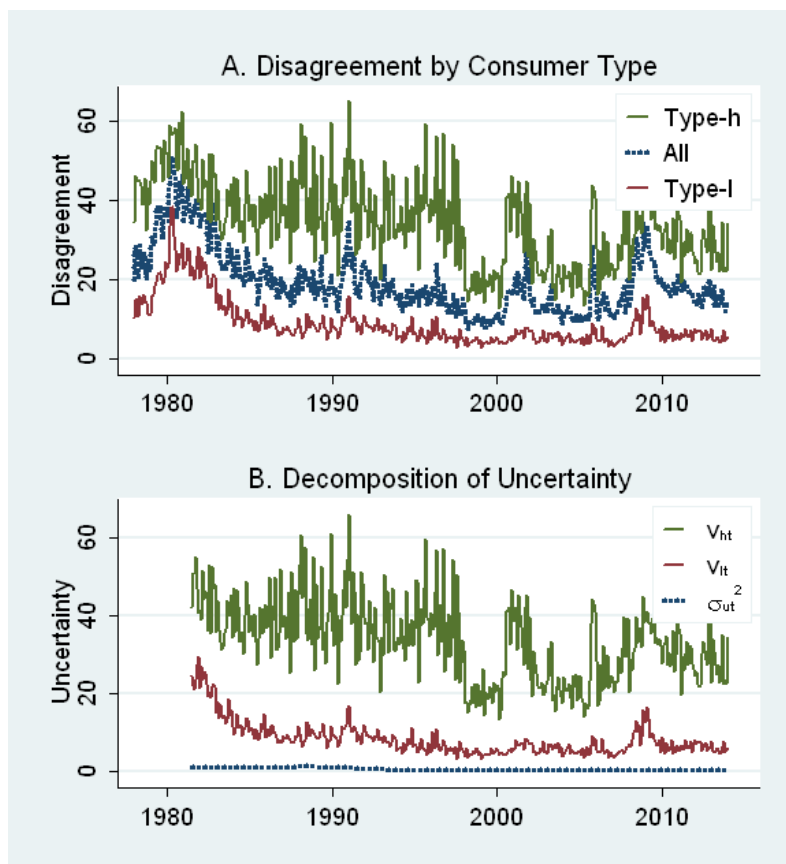 A. Disagreement by Consumer Type
Disagreement
60
40
20
0
Type-h
All
Type-l
1980 1990 2000 2010
B. Decomposition of Uncertainty
Uncertainty
60
40
20
0
Vht
Vlt
σut²
1980 1990 2000 2010